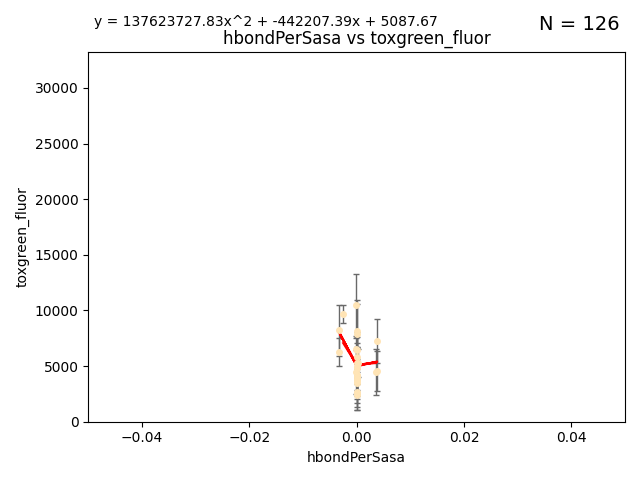 y = 137623727.83x^2 + -442207.39x + 5087.67
N = 126
hbondPerSasa vs toxgreen_fluor
30000
25000
20000
15000
10000
5000
0
toxgreen_fluor
−0.04
−0.02
0.00
0.02
0.04
hbondPerSasa